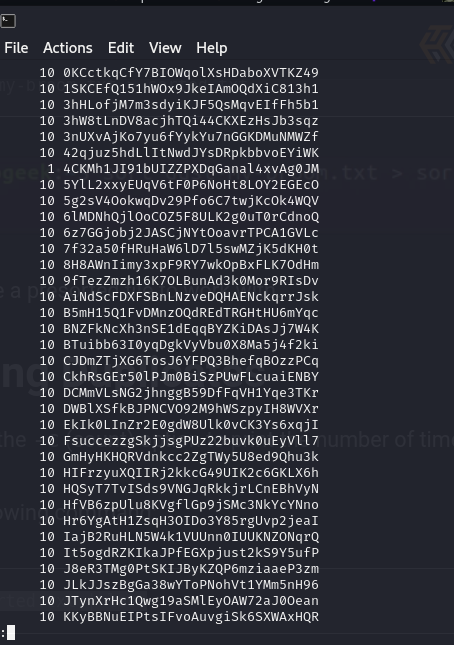 File Actions Edit View Help
10 0KCctkqCfY7BIOWqolXsHDaboXVTKZ49
10 1SKCEfQ151hWOx9JkeIAmOQdXiC813h1
10 3hHLofjM7m3sdyiKJF5QsMqvEIfFh5b1
10 3hW8tLnDV8acjhTQi44CKXEzHsJb3sqz
10 3nUXvAjKo7yu6fYykYu7nGGKDMuNMWZf
10 42qjuz5hdLlItNwdJYsDRpkbbvoEYiWK
1 4CKMh1JI91bUIZZPXDqGanal4xvAg0JM
10 5YlL2xxyEUqV6tF0P6NoHt8LOY2EGEcO
10 5g2sV4OokwqDv29Pfo6C7twjKcOk4WQV
10 6lMDNhQjlOoCOZ5F8ULK2g0uT0rCdnoQ
10 6z7GGjobj2JASCjNYtOoavrTPCA1GVLc
10 7f32a50fHRuHaW6lD7l5swMZjK5dKH0t
10 8H8AWnIimy3xpF9RY7wkOpBxFLK7OdHm
10 9fTezZmzh16K7OLBunAd3k0Mor9RIsDv
10 AiNdScFDXFSBnLNzveDQHAENckqrrJsk
10 B5mH15Q1FvDMnzOQdREdTRGHtHU6mYqc
10 BNZFkNcXh3nSE1dEqqBYZKiDAsJj7W4K
10 BTuibb63I0yqDgkVyVbu0X8Ma5j4f2ki
10 CJDmZTjXG6TosJ6YFPQ3BhefqBOzzPCq
10 CkhRsGEr50lPJm0BiSzPUwFLcuaiENBY
10 DCMmVLsNG2jhnggB59DfFqVH1Yqe3TKr
10 DWBlXSfkBJPNCVO92M9hWSzpyIH8WVXr
10 EkIk0LInZr2E0gdW8Ulk0vCK3Ys6xqjI
10 FsuccezzgSkjjsgPUz22buvk0uEyVll7
10 GmHyHKHQRVdnkcc2ZgTWy5U8ed9Qhu3k
10 HIFrzyuXQIIRj2kkcG49UIK2c6GKLX6h
10 HQSyT7TvISds9VNGJqRkkjrLCnEBhVyN
10 HfVB6zpUlu8KVgflGp9jSMc3NkYcYNno
10 Hr6YgAtH1ZsqH3OIDo3Y85rgUvp2jeaI
10 IajB2RuHLN5W4k1VUUnn0IUUKNZONqrQ
10 It5ogdRZKIkaJPfEGXpjust2kS9Y5ufP
10 J8eR3TMg0PtSKIJByKZQP6mziaaeP3zm
10 JLkJJszBgGa38wYToPNohVt1YMm5nH96
10 JTynXrHc1Qwg19aSMlEyOAW72aJ0Oean
10 KKyBBNuEIPtsIFvoAuvgiSk6SXWAxHQR
: